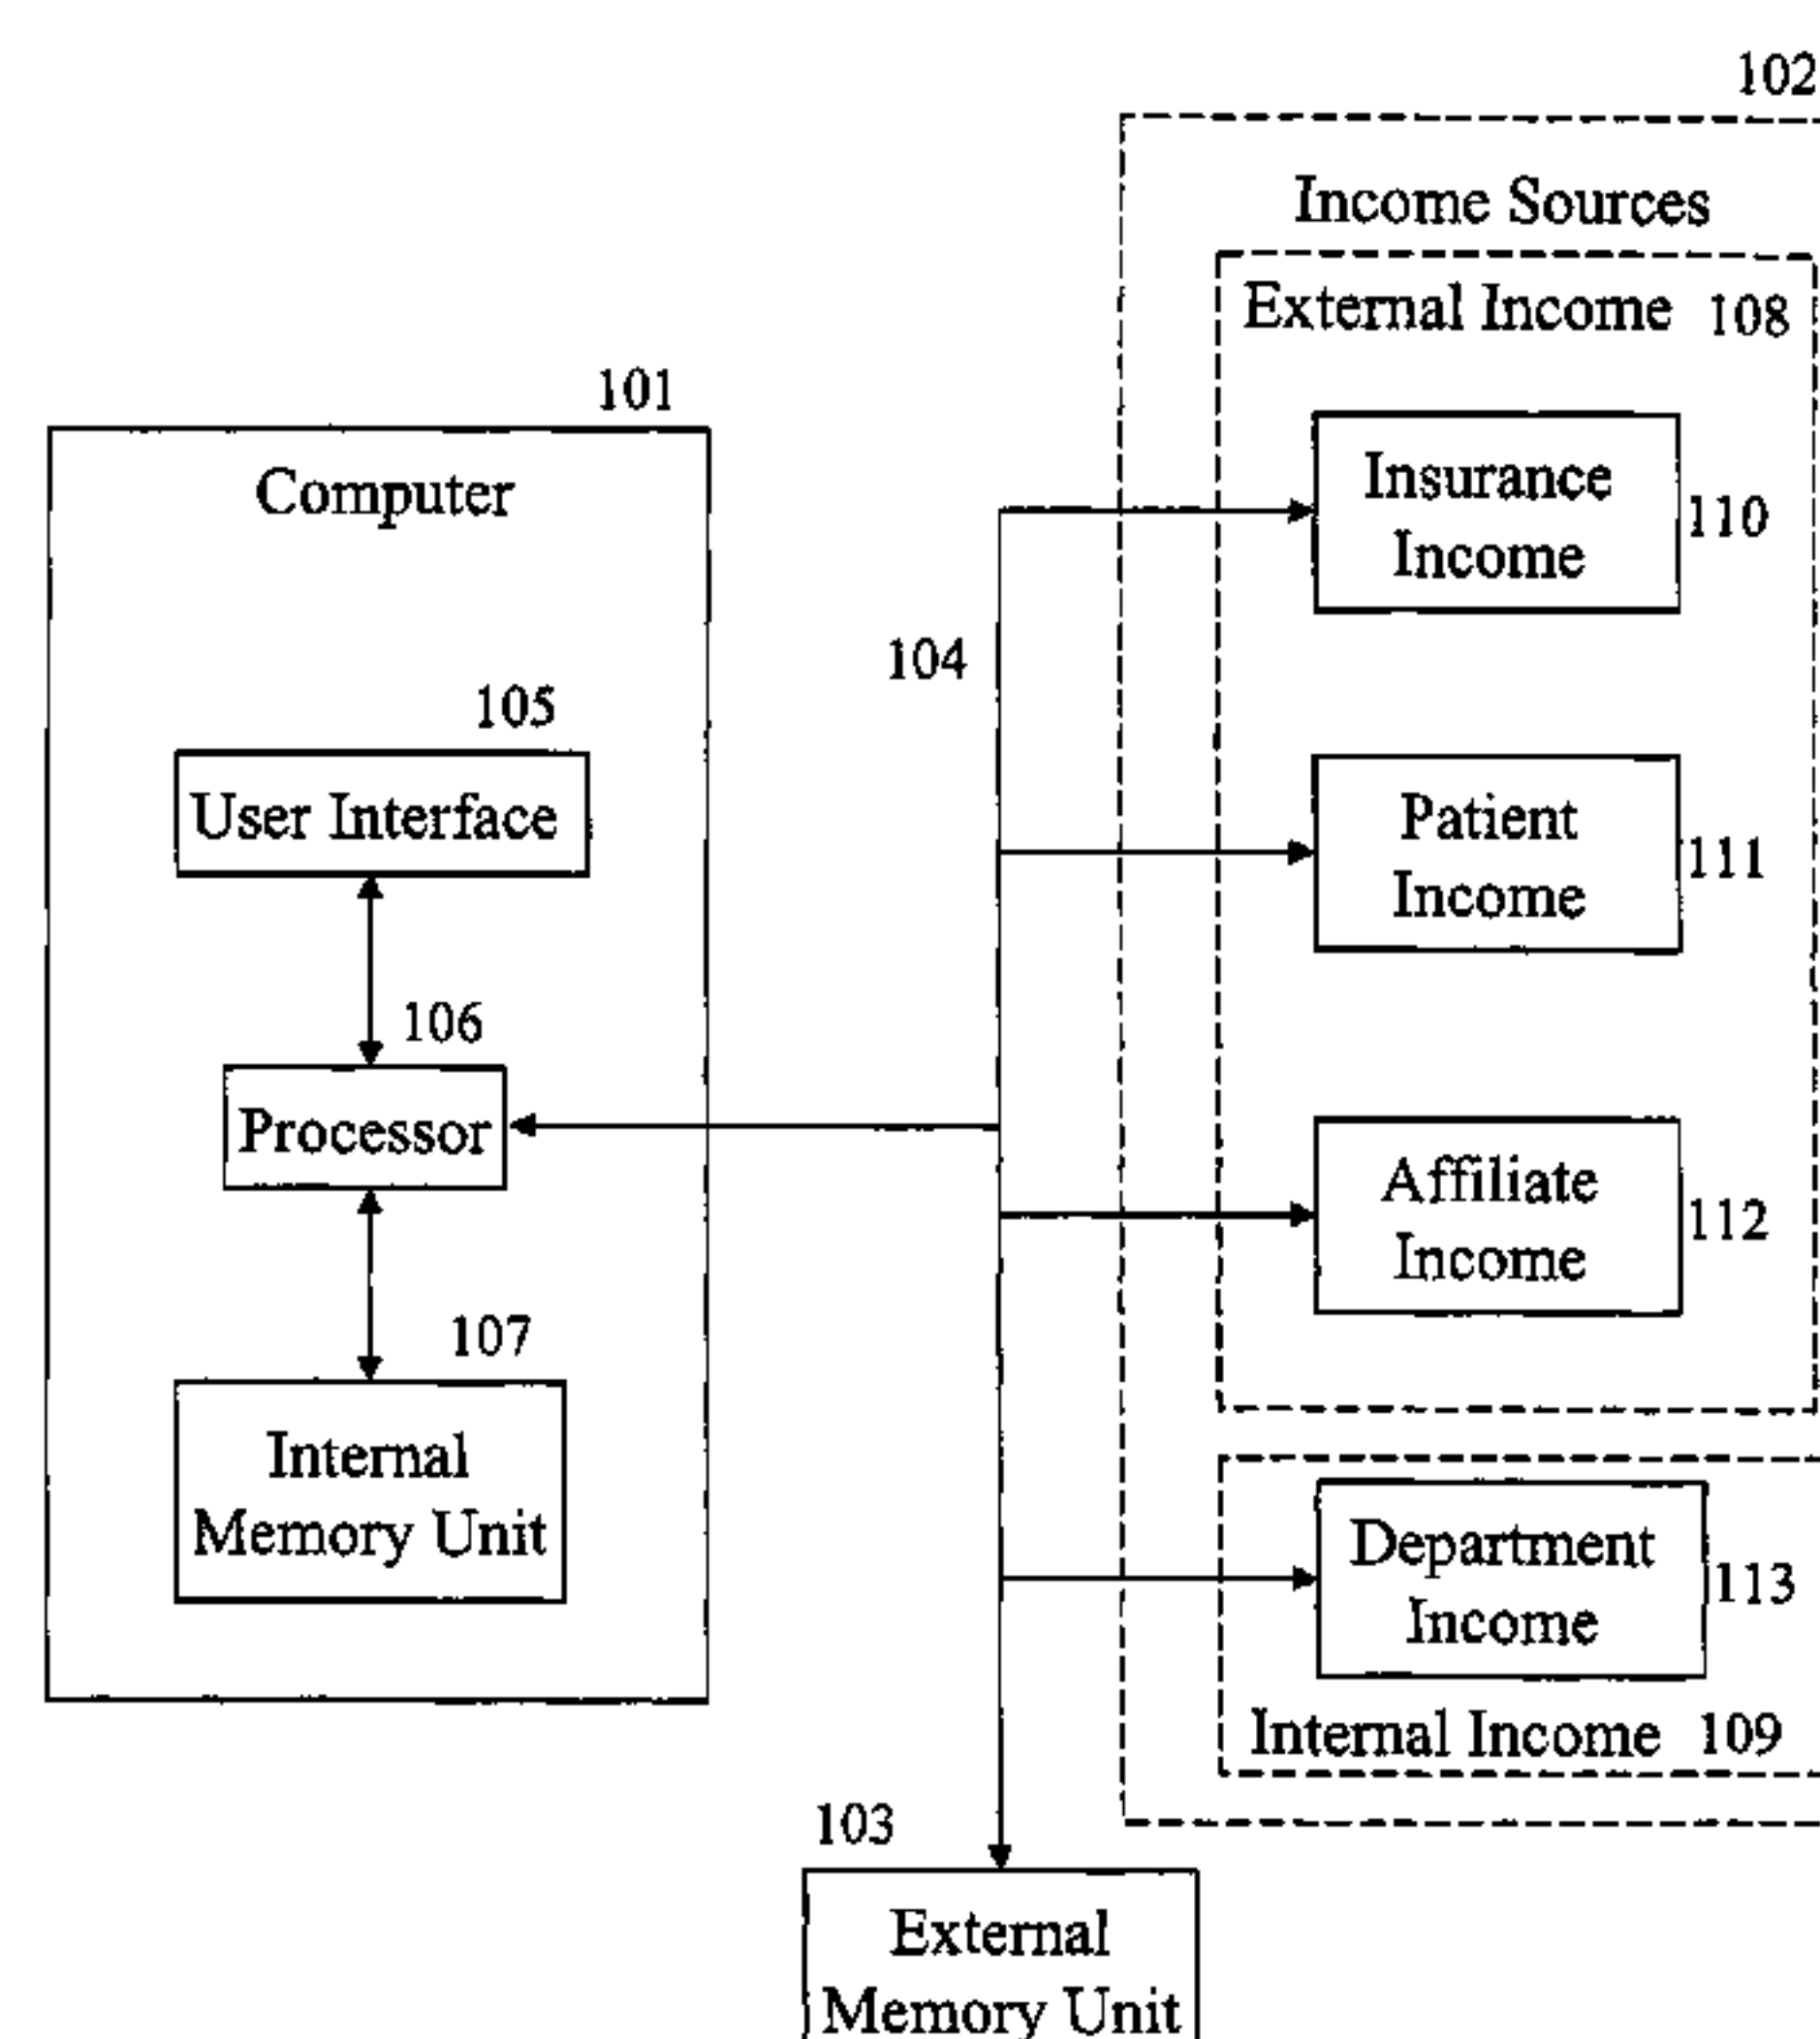 102
Income Sources
External Income 108
101
Computer
Insurance
Income
110
104
105
User Interface
Patient
Income
111
106
Processor
Affiliate
Income
112
107
Internal
Memory Unit
Department
Income
113
Internal Income 109
103
External
Memory Unit